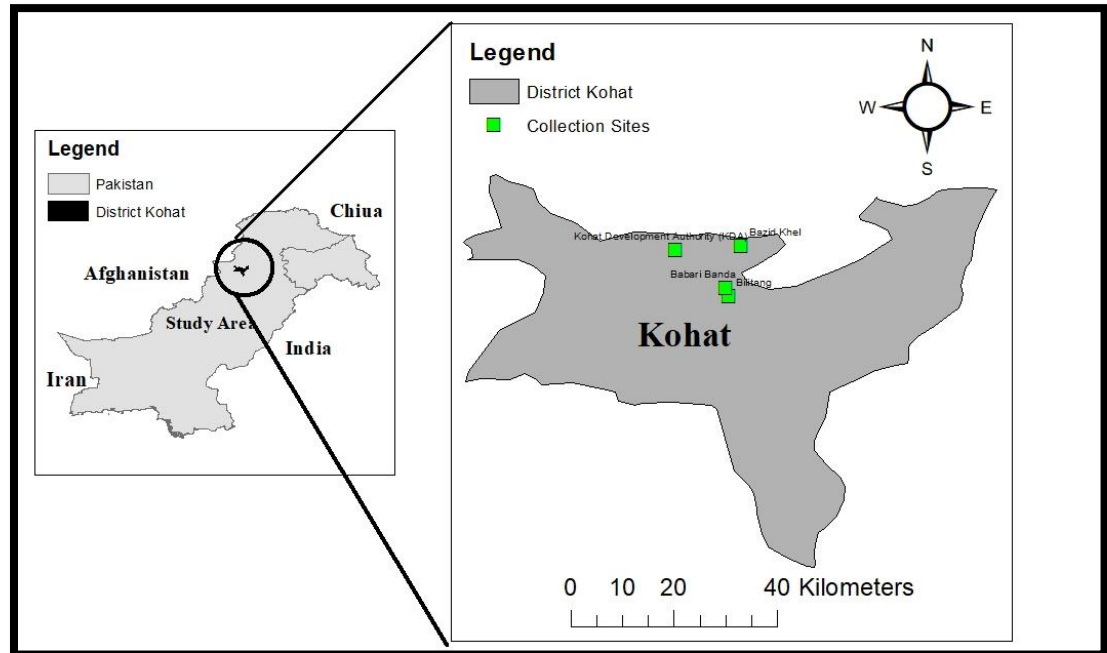 Legend
Pakistan
District Kohat
Chiua
Afghanistan
Study Area
India
Iran
Legend
District Kohat
Collection Sites
N
W E
S
Kohat Development Authority (KDA)
Bazid Khel
Babari Banda
Bilitang
Kohat
0 10 20 40 Kilometers